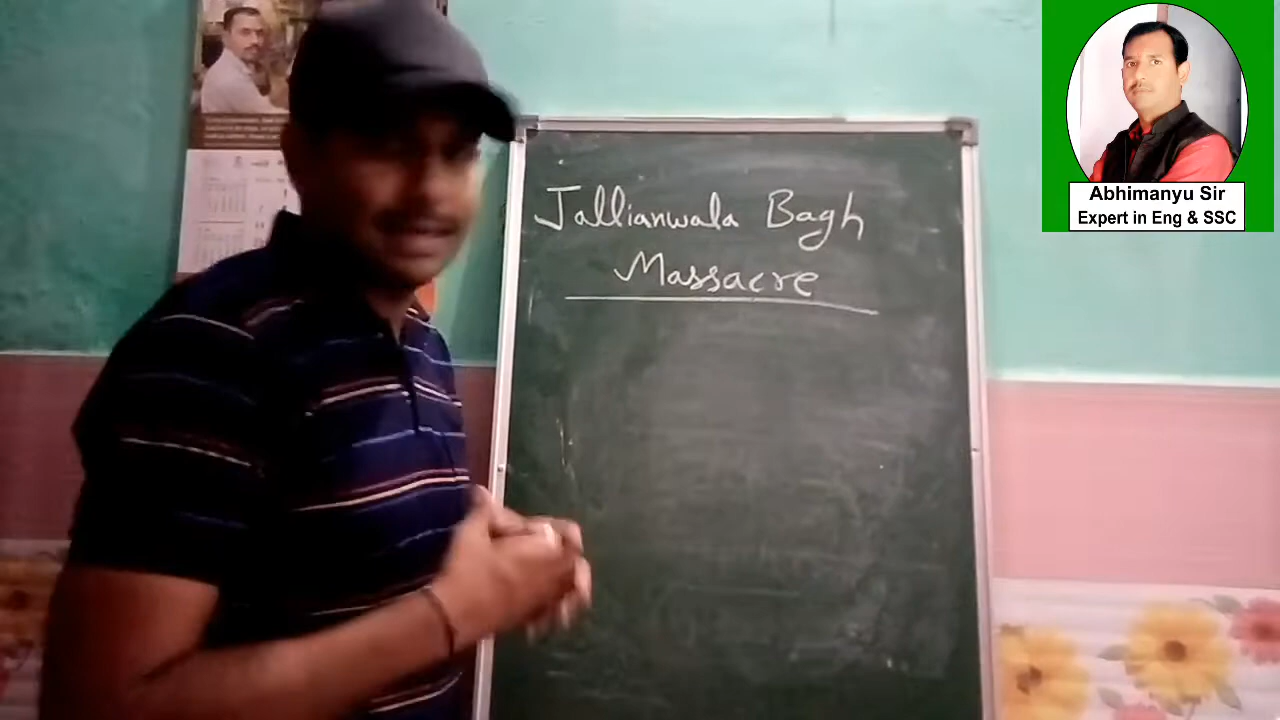 Jallianwala Bagh
Massacre
Abhimanyu Sir
Expert in Eng & SSC